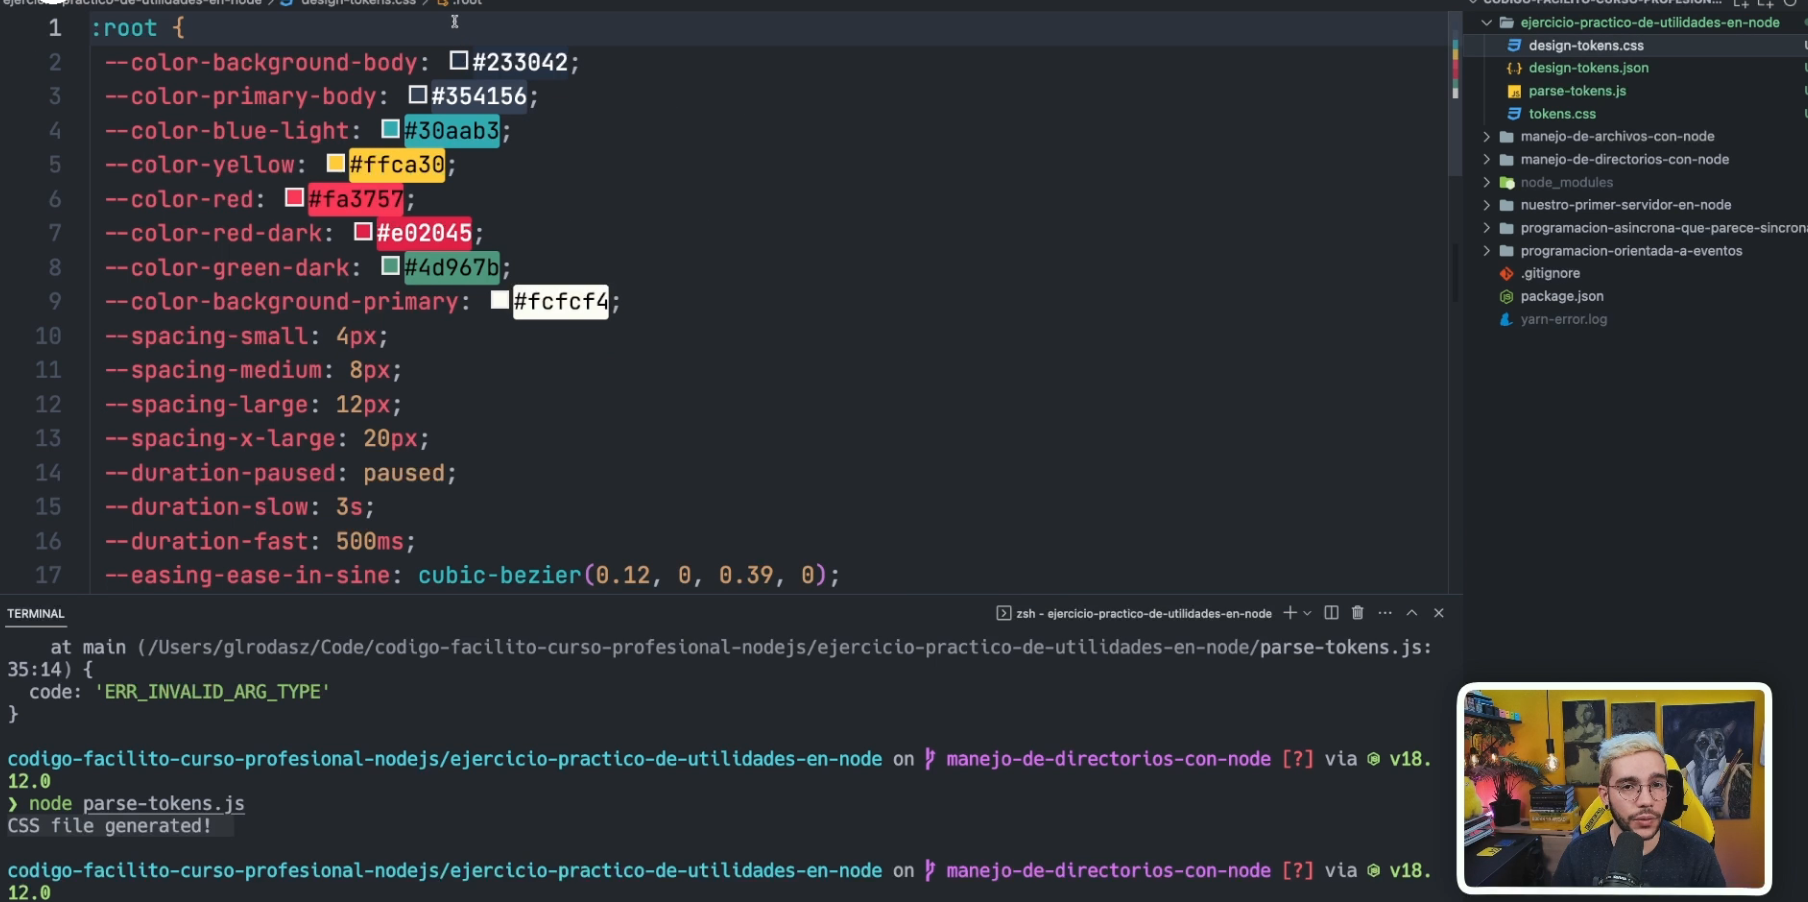 ejercicio-practico-de-utilidades-en-node > design-tokens.css > :root
1 :root {
2 --color-background-body: #233042;
3 --color-primary-body: #354156;
4 --color-blue-light: #30aab3;
5 --color-yellow: #ffca30;
6 --color-red: #fa3757;
7 --color-red-dark: #e02045;
8 --color-green-dark: #4d967b;
9 --color-background-primary: #fcfcf4;
10 --spacing-small: 4px;
11 --spacing-medium: 8px;
12 --spacing-large: 12px;
13 --spacing-x-large: 20px;
14 --duration-paused: paused;
15 --duration-slow: 3s;
16 --duration-fast: 500ms;
17 --easing-ease-in-sine: cubic-bezier(0.12, 0, 0.39, 0);
CODIGO-FACILITO-CURSO-PROFESION...
ejercicio-practico-de-utilidades-en-node
design-tokens.css
{..} design-tokens.json
JS parse-tokens.js
tokens.css
manejo-de-archivos-con-node
manejo-de-directorios-con-node
node_modules
nuestro-primer-servidor-en-node
programacion-asincrona-que-parece-sincrona
programacion-orientada-a-eventos
.gitignore
package.json
yarn-error.log
TERMINAL
zsh - ejercicio-practico-de-utilidades-en-node
at main (/Users/glrodasz/Code/codigo-facilito-curso-profesional-nodejs/ejercicio-practico-de-utilidades-en-node/parse-tokens.js:
35:14) {
code: 'ERR_INVALID_ARG_TYPE'
}
codigo-facilito-curso-profesional-nodejs/ejercicio-practico-de-utilidades-en-node on manejo-de-directorios-con-node [?] via v18.
12.0
❯ node parse-tokens.js
CSS file generated!
codigo-facilito-curso-profesional-nodejs/ejercicio-practico-de-utilidades-en-node on manejo-de-directorios-con-node [?] via v18.
12.0